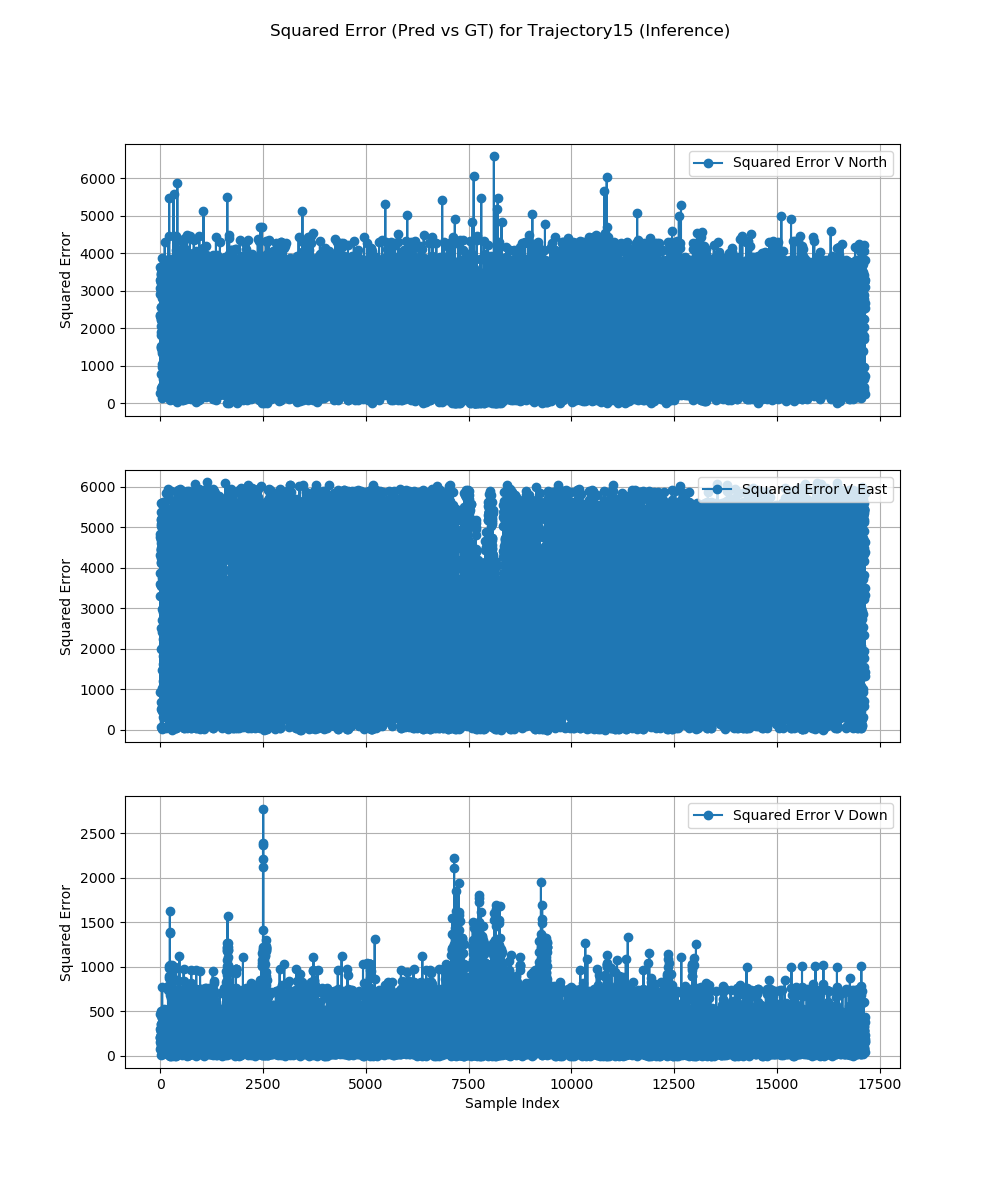 Squared Error (Pred vs GT) for Trajectory15 (Inference)
Squared Error V North
6000
5000
4000
3000
2000
1000
0
Squared Error
Squared Error V East
6000
5000
4000
3000
2000
1000
0
Squared Error
Squared Error V Down
2500
2000
1500
1000
500
0
Squared Error
0 2500 5000 7500 10000 12500 15000 17500
Sample Index